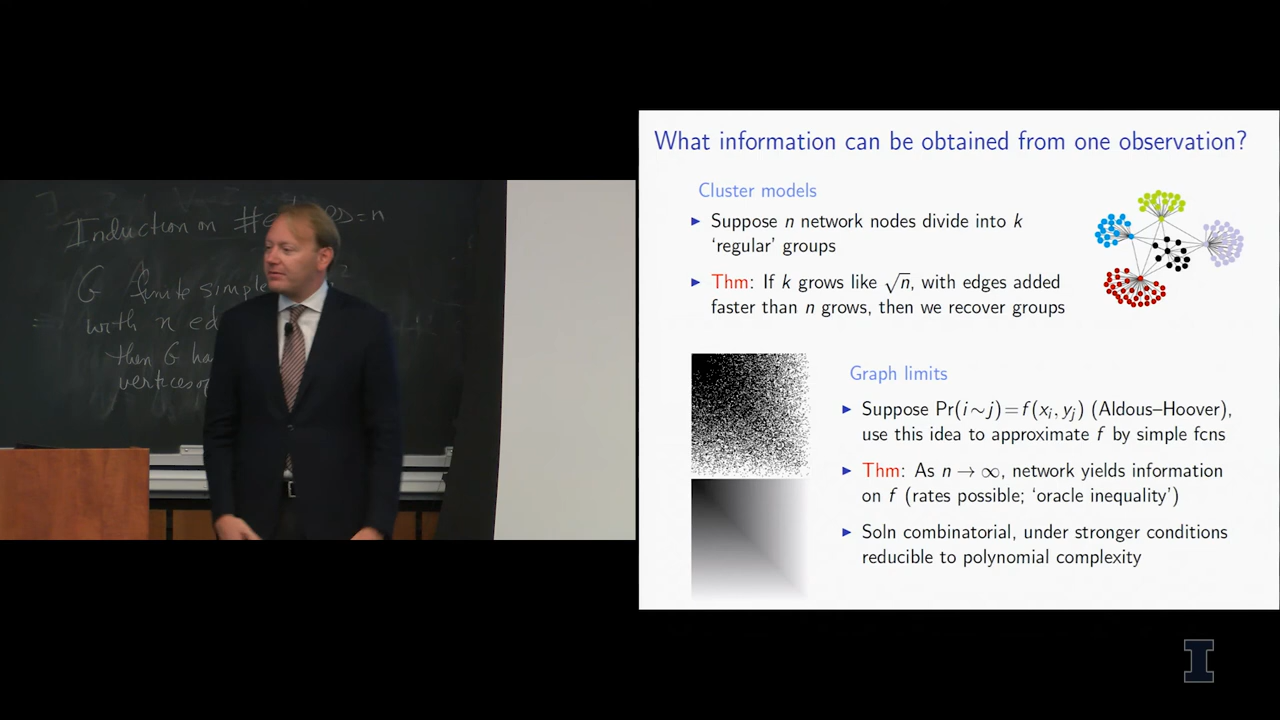 Induction on #edges=n
G finite simple
with n ed
then G ha
vertices of
What information can be obtained from one observation?
Cluster models
▶ Suppose n network nodes divide into k
‘regular’ groups
▶ Thm: If k grows like √n, with edges added
faster than n grows, then we recover groups
Graph limits
▶ Suppose Pr(i∼j)=f(xᵢ,yⱼ) (Aldous–Hoover),
use this idea to approximate f by simple fcns
▶ Thm: As n→∞, network yields information
on f (rates possible; ‘oracle inequality’)
▶ Soln combinatorial, under stronger conditions
reducible to polynomial complexity
I